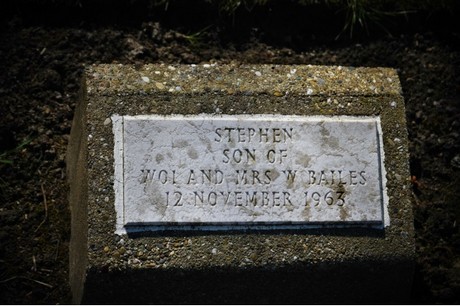 STEPHEN
SON OF
WO1 AND MRS W BAILES
12 NOVEMBER 1963